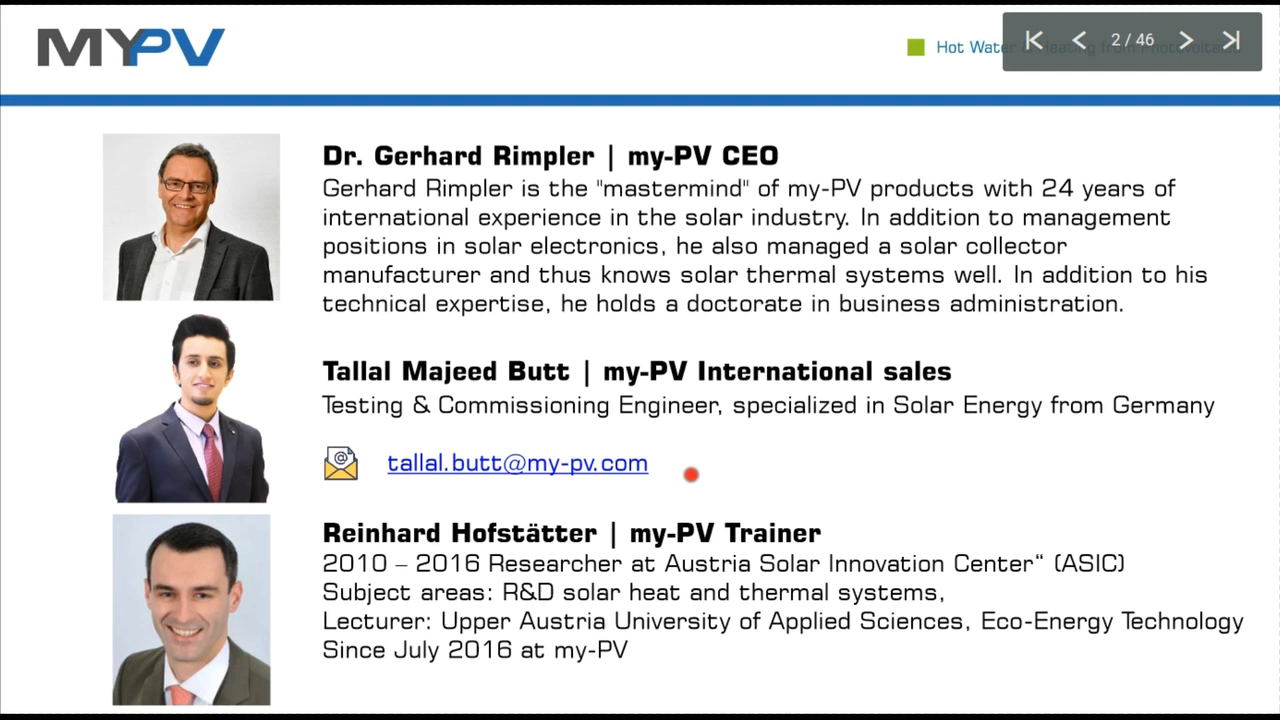 MYPV
Hot Water
2 / 46
Dr. Gerhard Rimpler | my-PV CEO
Gerhard Rimpler is the "mastermind" of my-PV products with 24 years of
international experience in the solar industry. In addition to management
positions in solar electronics, he also managed a solar collector
manufacturer and thus knows solar thermal systems well. In addition to his
technical expertise, he holds a doctorate in business administration.
Tallal Majeed Butt | my-PV International sales
Testing & Commissioning Engineer, specialized in Solar Energy from Germany
@ tallal.butt@my-pv.com
Reinhard Hofstätter | my-PV Trainer
2010 – 2016 Researcher at Austria Solar Innovation Center“ (ASIC)
Subject areas: R&D solar heat and thermal systems,
Lecturer: Upper Austria University of Applied Sciences, Eco-Energy Technology
Since July 2016 at my-PV